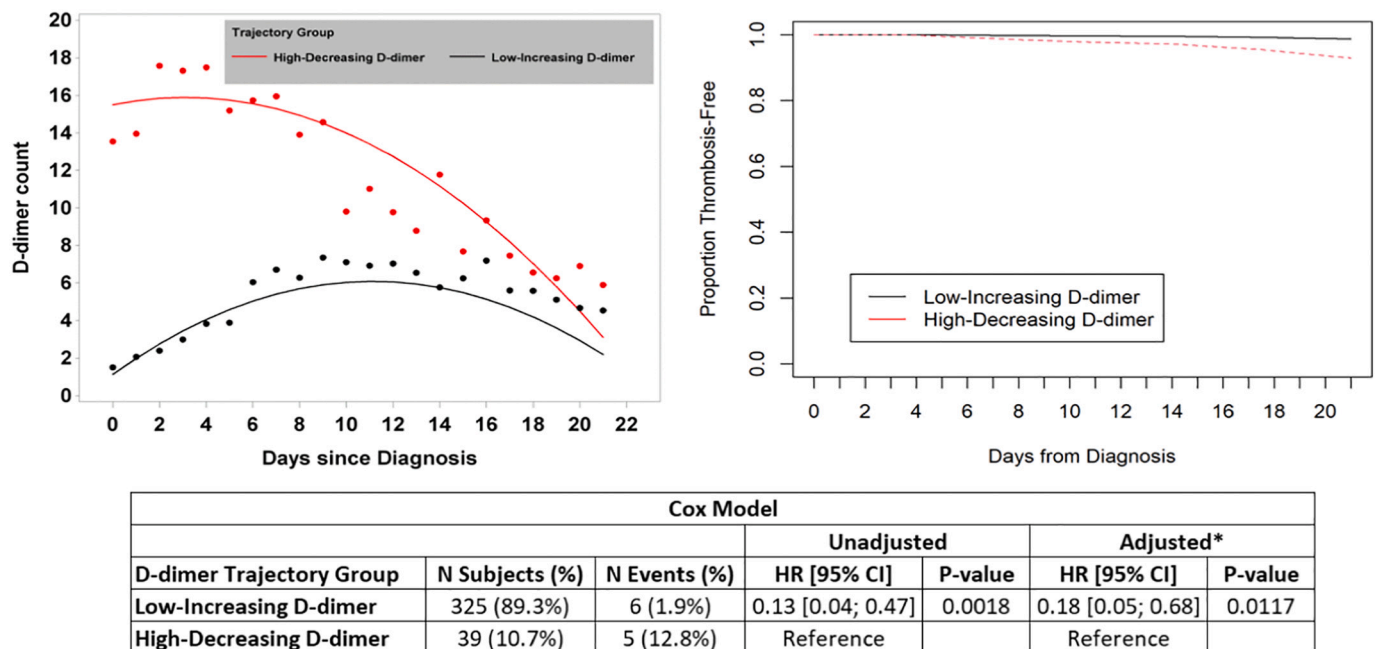 Trajectory Group
High-Decreasing D-dimer Low-Increasing D-dimer
20
18
16
14
12
10
8
6
4
2
0
D-dimer count
0 2 4 6 8 10 12 14 16 18 20 22
Days since Diagnosis
1.0
0.8
0.6
0.4
0.2
0.0
Proportion Thrombosis-Free
Low-Increasing D-dimer
High-Decreasing D-dimer
0 2 4 6 8 10 12 14 16 18 20
Days from Diagnosis
Cox Model
Unadjusted Adjusted*
D-dimer Trajectory Group N Subjects (%) N Events (%) HR [95% CI] P-value HR [95% CI] P-value
Low-Increasing D-dimer 325 (89.3%) 6 (1.9%) 0.13 [0.04; 0.47] 0.0018 0.18 [0.05; 0.68] 0.0117
High-Decreasing D-dimer 39 (10.7%) 5 (12.8%) Reference Reference